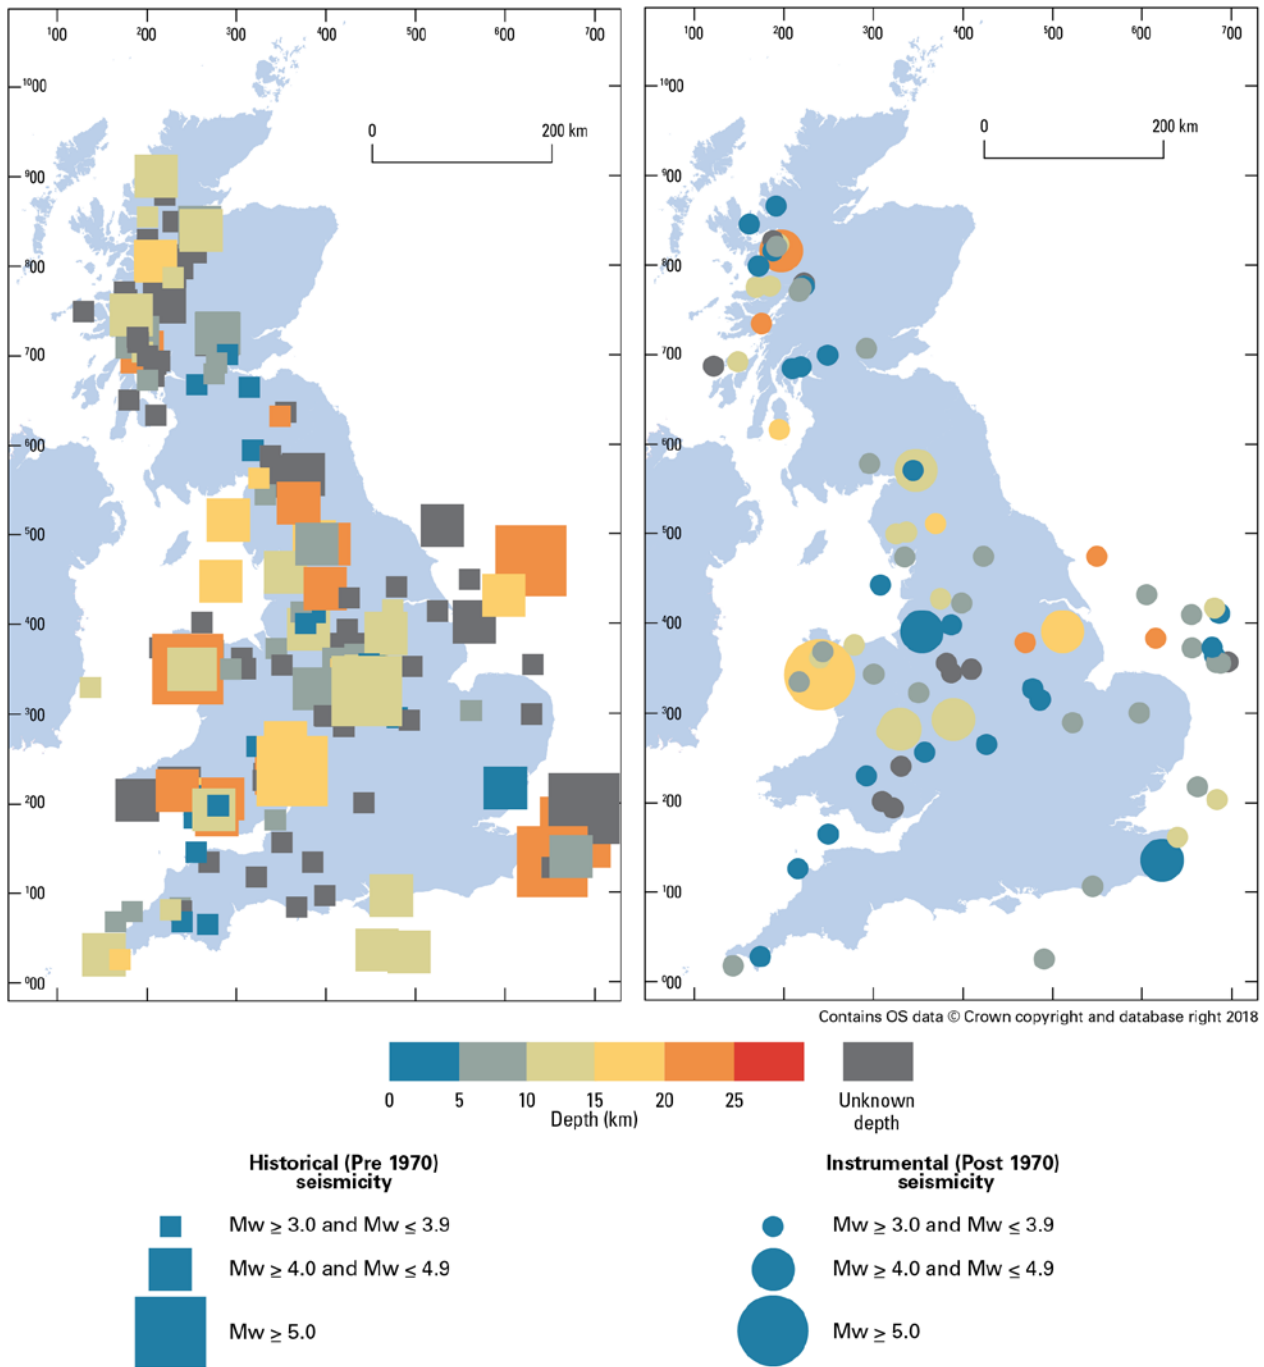 100 200 300 400 500 600 700
1000
900
800
700
600
500
400
300
200
100
000
0 200 km
100 200 300 400 500 600 700
1000
900
800
700
600
500
400
300
200
100
000
0 200 km
Contains OS data © Crown copyright and database right 2018
0 5 10 15 20 25
Depth (km)
Unknown
depth
Historical (Pre 1970)
seismicity
Mw ≥ 3.0 and Mw ≤ 3.9
Mw ≥ 4.0 and Mw ≤ 4.9
Mw ≥ 5.0
Instrumental (Post 1970)
seismicity
Mw ≥ 3.0 and Mw ≤ 3.9
Mw ≥ 4.0 and Mw ≤ 4.9
Mw ≥ 5.0